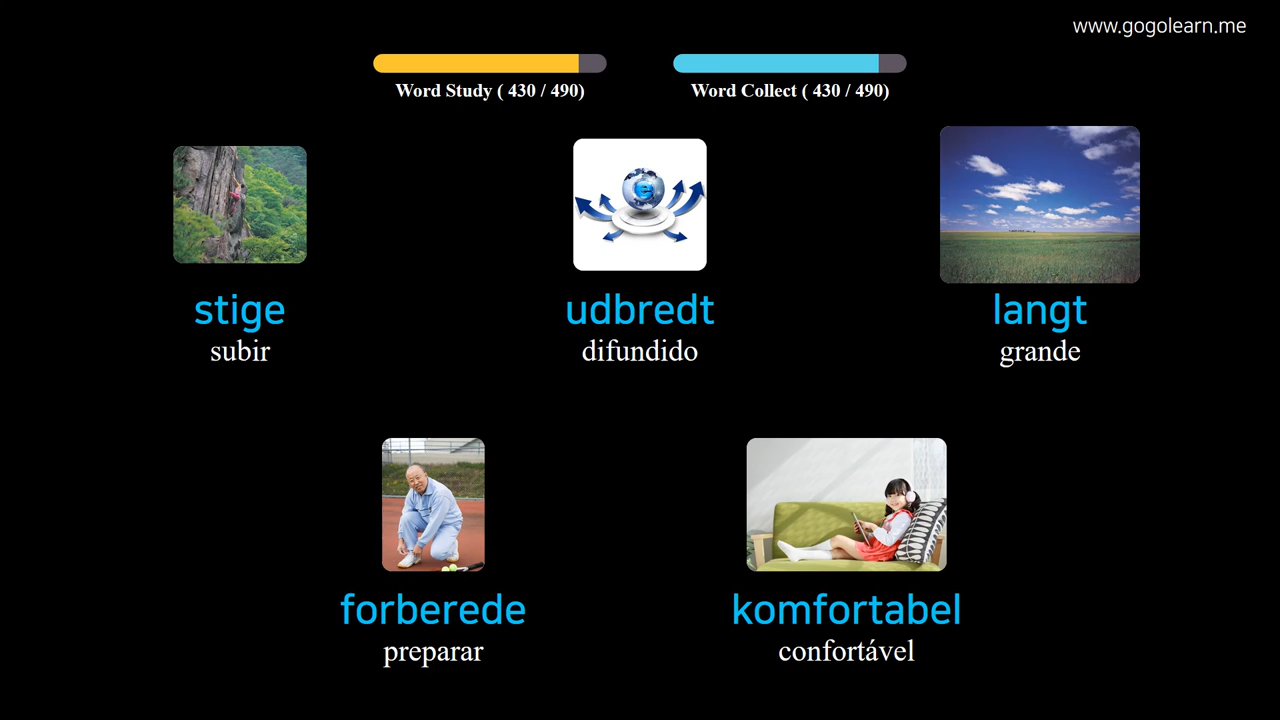 www.gogolearn.me
Word Study ( 430 / 490)
Word Collect ( 430 / 490)
e
stige
subir
udbredt
difundido
langt
grande
forberede
preparar
komfortabel
confortável